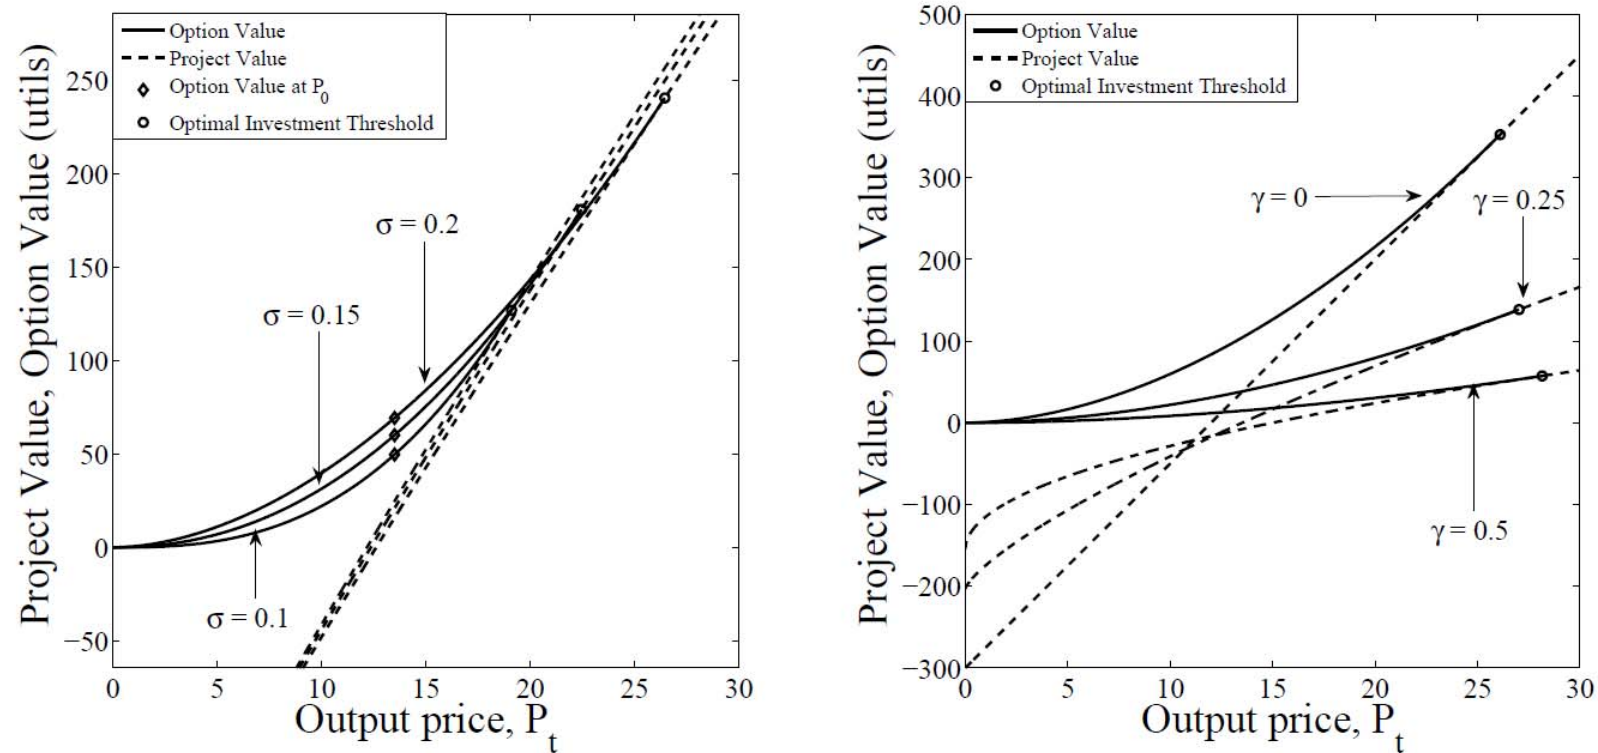 Project Value, Option Value (utils)
250
200
150
100
50
0
−50
Option Value
Project Value
Option Value at P0
Optimal Investment Threshold
σ = 0.2
σ = 0.15
σ = 0.1
0 5 10 15 20 25 30
Output price, Pt
Project Value, Option Value (utils)
500
400
300
200
100
0
−100
−200
−300
Option Value
Project Value
Optimal Investment Threshold
γ = 0
γ = 0.25
γ = 0.5
0 5 10 15 20 25 30
Output price, Pt